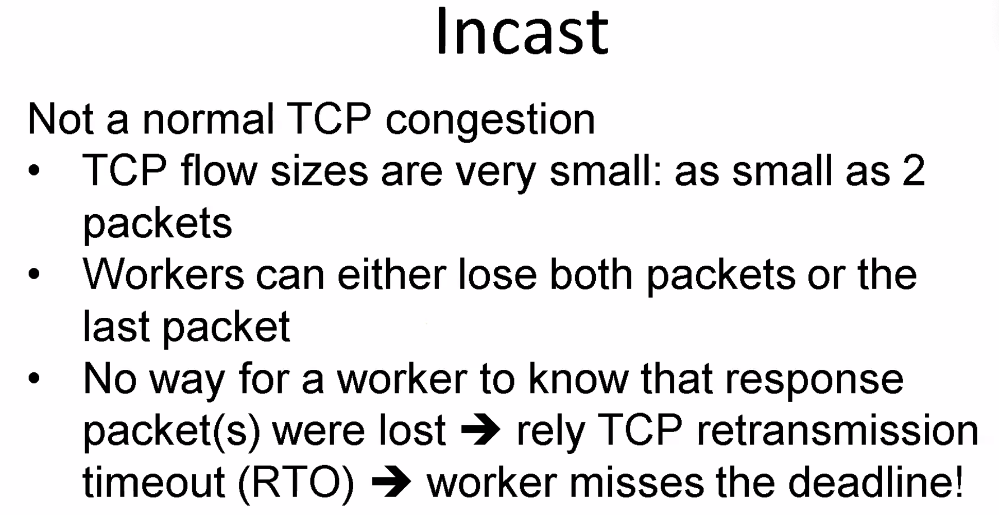 Incast
Not a normal TCP congestion
• TCP flow sizes are very small: as small as 2
packets
• Workers can either lose both packets or the
last packet
• No way for a worker to know that response
packet(s) were lost ➔ rely TCP retransmission
timeout (RTO) ➔ worker misses the deadline!